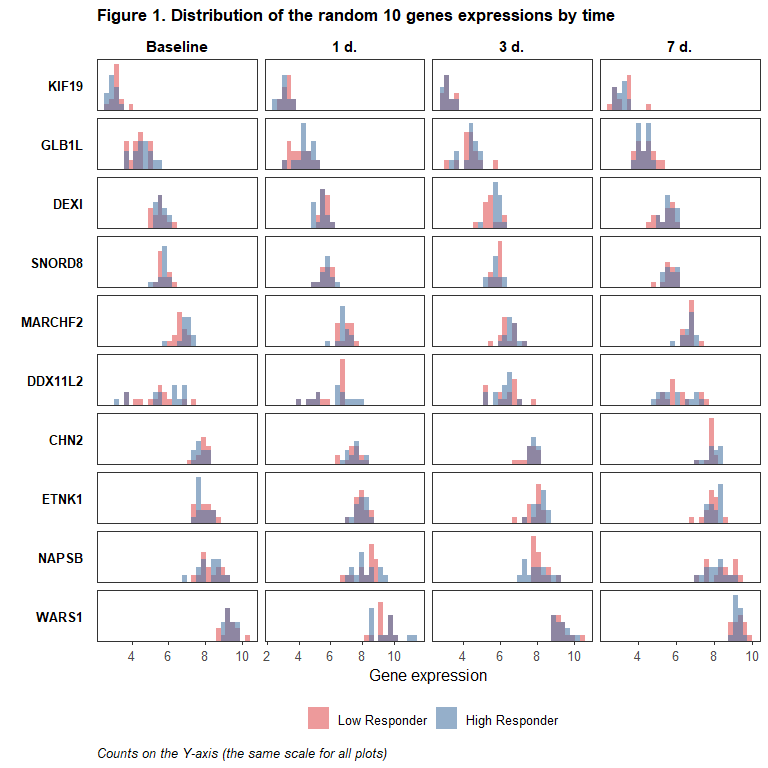 Figure 1. Distribution of the random 10 genes expressions by time
Baseline 1 d. 3 d. 7 d.
KIF19
GLB1L
DEXI
SNORD8
MARCHF2
DDX11L2
CHN2
ETNK1
NAPSB
WARS1
4 6 8 10 2 4 6 8 10 4 6 8 10 4 6 8 10
Gene expression
Low Responder High Responder
Counts on the Y-axis (the same scale for all plots)